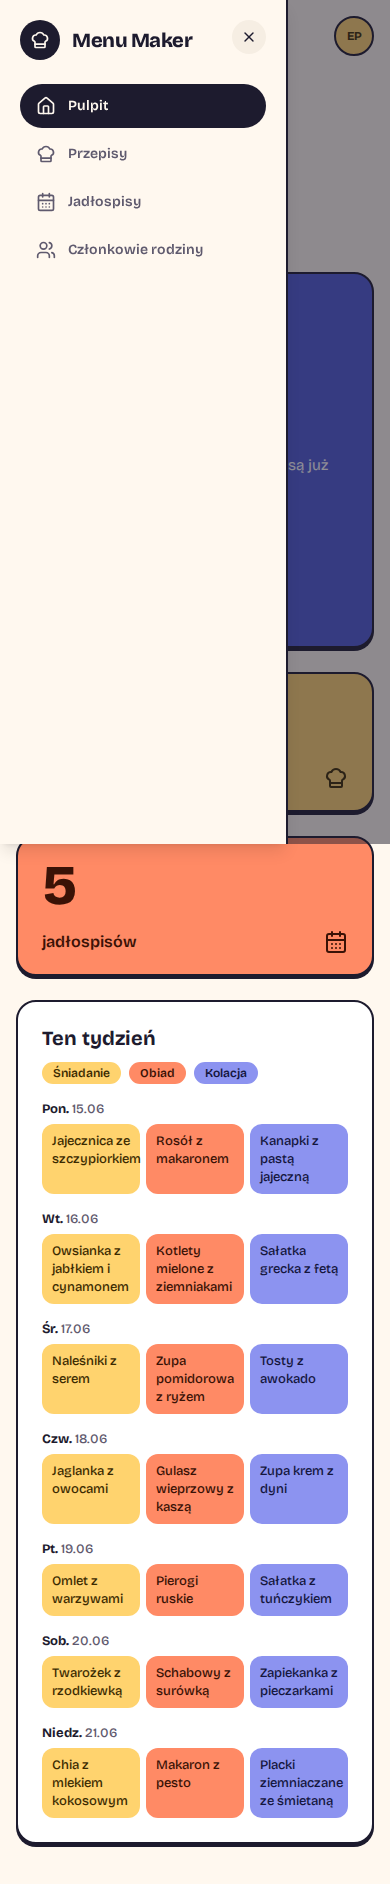 Menu Maker
EP
Pulpit
Przepisy
Jadłospisy
Członkowie rodziny
są już
5
jadłospisów
Ten tydzień
Śniadanie Obiad Kolacja
Pon. 15.06
Jajecznica ze
szczypiorkiem
Rosół z
makaronem
Kanapki z
pastą
jajeczną
Wt. 16.06
Owsianka z
jabłkiem i
cynamonem
Kotlety
mielone z
ziemniakami
Sałatka
grecka z fetą
Śr. 17.06
Naleśniki z
serem
Zupa
pomidorowa
z ryżem
Tosty z
awokado
Czw. 18.06
Jaglanka z
owocami
Gulasz
wieprzowy z
kaszą
Zupa krem z
dyni
Pt. 19.06
Omlet z
warzywami
Pierogi
ruskie
Sałatka z
tuńczykiem
Sob. 20.06
Twarożek z
rzodkiewką
Schabowy z
surówką
Zapiekanka z
pieczarkami
Niedz. 21.06
Chia z
mlekiem
kokosowym
Makaron z
pesto
Placki
ziemniaczane
ze śmietaną